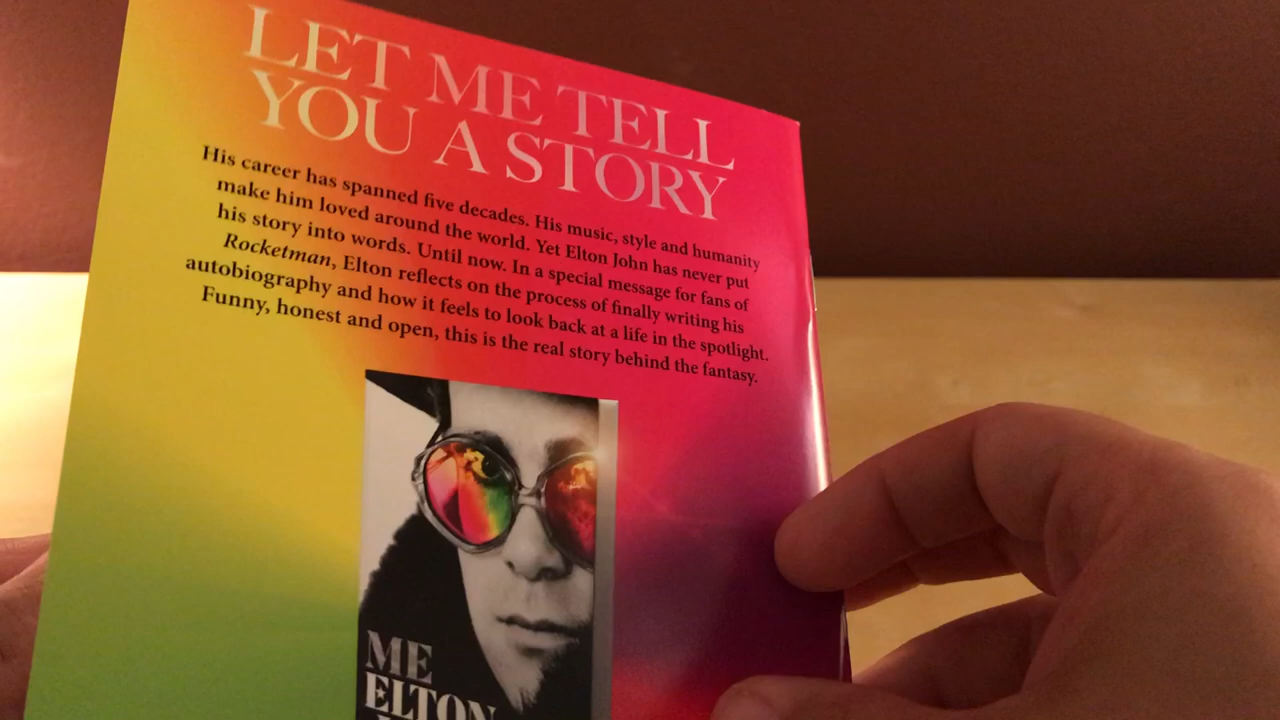 LET ME TELL
YOU A STORY
His career has spanned five decades. His music, style and humanity
make him loved around the world. Yet Elton John has never put
his story into words. Until now. In a special message for fans of
Rocketman, Elton reflects on the process of finally writing his
autobiography and how it feels to look back at a life in the spotlight.
Funny, honest and open, this is the real story behind the fantasy.
ME
ELTON